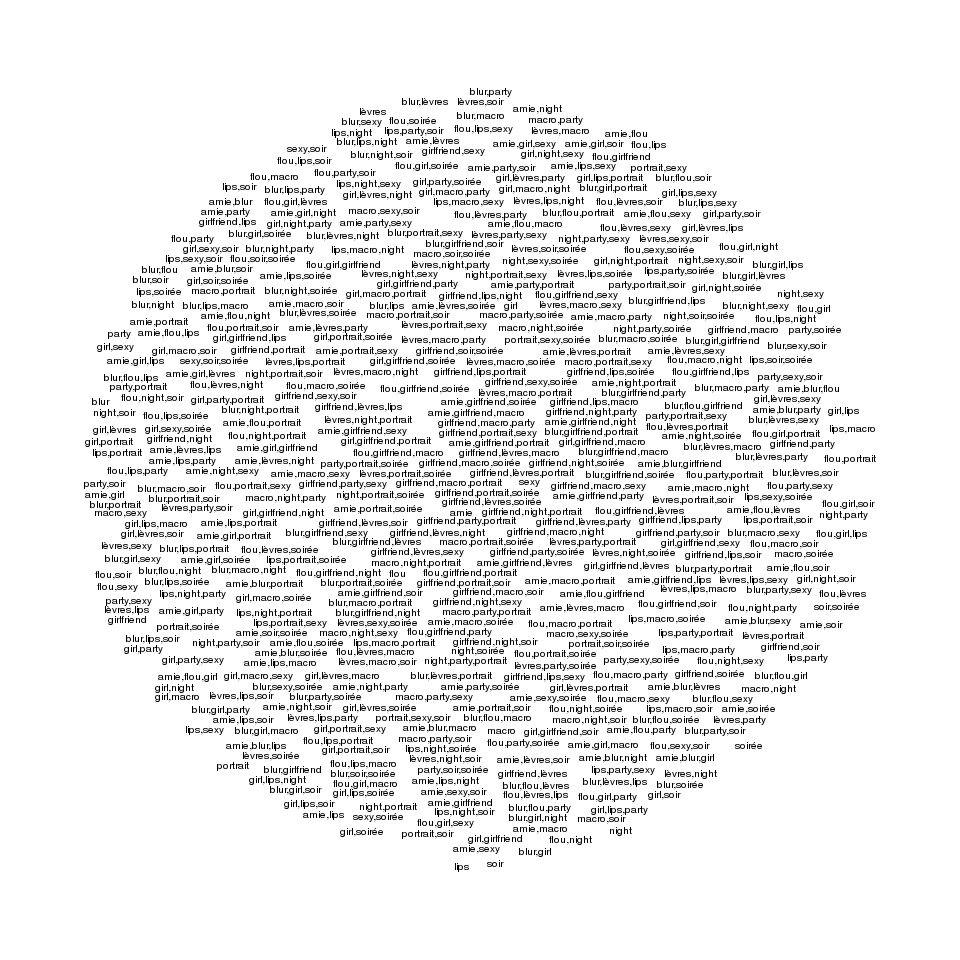 blur,party
blur,lèvres lèvres,soir
lèvres amie,night
blur,sexy flou,soirée blur,macro macro,party
lips,night lips,party,soir flou,lips,sexy lèvres,macro amie,flou
blur,lips,night amie,lèvres amie,girl,sexy amie,girl,soir flou,lips
sexy,soir blur,night,soir girlfriend,sexy girl,night,sexy flou,girlfriend
flou,lips,soir flou,girl,soirée amie,party,soir amie,lips,sexy portrait,sexy
flou,macro flou,party,soir girl,party,soirée girl,lèvres,party girl,lips,portrait blur,flou,soir
lips,soir blur,lips,party lips,night,sexy girl,macro,party girl,macro,night blur,girl,portrait girl,lips,sexy
amie,blur flou,girl,lèvres girl,lèvres,night lips,macro,sexy lèvres,lips,night flou,lèvres,soir blur,lips,sexy
amie,party amie,girl,night macro,sexy,soir flou,lèvres,party blur,flou,portrait amie,flou,sexy girl,party,soir
girlfriend,lips girl,night,party amie,party,sexy amie,flou,macro flou,lèvres,sexy girl,lèvres,lips
flou,party blur,girl,soirée blur,lèvres,night blur,portrait,sexy lèvres,party,sexy night,party,sexy lèvres,sexy,soir
girl,sexy,soir blur,night,party lips,macro,night blur,girlfriend,soir lèvres,soir,soirée flou,sexy,soirée flou,girl,night
lips,sexy,soir flou,soir,soirée flou,girl,girlfriend macro,soir,soirée lèvres,night,party night,sexy,soirée girl,night,portrait night,sexy,soir blur,girl,lips
blur,flou amie,blur,soir amie,lips,soirée lèvres,night,sexy night,portrait,sexy lèvres,lips,soirée lips,party,soirée blur,girl,lèvres
blur,soir girl,soir,soirée girl,girlfriend,party amie,party,portrait party,portrait,soir girl,night,soirée
lips,soirée macro,portrait blur,night,soirée girl,macro,portrait girlfriend,lips,night flou,girlfriend,sexy blur,girlfriend,lips night,sexy
blur,night blur,lips,macro amie,macro,soir blur,lips amie,lèvres,soirée girl lèvres,macro,sexy blur,night,sexy flou,girl
amie,portrait amie,flou,night blur,lèvres,soirée macro,portrait,soir macro,party,soirée amie,macro,party night,soir,soirée flou,lips,night
party amie,flou,lips flou,portrait,soir amie,lèvres,party lèvres,portrait,sexy macro,night,soirée night,party,soirée girlfriend,macro party,soirée
girl,sexy girl,girlfriend,lips girl,portrait,soirée lèvres,macro,party portrait,sexy,soirée blur,macro,soirée blur,girl,girlfriend blur,sexy,soir
girl,macro,soir girlfriend,portrait amie,portrait,sexy girlfriend,soir,soirée amie,lèvres,portrait amie,lèvres,sexy
amie,girl,lips sexy,soir,soirée lèvres,lips,portrait girl,girlfriend,soirée lèvres,macro,soirée macro,portrait,sexy flou,macro,night lips,soir,soirée
blur,flou,lips amie,girl,lèvres night,portrait,soir lèvres,macro,night girlfriend,lips,portrait girlfriend,lips,soirée flou,girlfriend,lips party,sexy,soir
party,portrait flou,lèvres,night flou,macro,soirée flou,girlfriend,soirée girlfriend,sexy,soirée amie,night,portrait blur,macro,party amie,blur,flou
blur flou,night,soir girl,party,portrait girlfriend,sexy,soir amie,girlfriend,soirée lèvres,macro,portrait girlfriend,lips,macro blur,girlfriend,party girl,lèvres,sexy
night,soir flou,lips,soirée blur,night,portrait girlfriend,lèvres,lips amie,girlfriend,macro girlfriend,night,party party,portrait,sexy blur,flou,girlfriend amie,blur,party girl,lips
girl,lèvres girl,sexy,soirée amie,flou,portrait lèvres,night,portrait girlfriend,macro,party amie,girlfriend,night flou,lèvres,portrait blur,lèvres,sexy lips,macro
girl,portrait girlfriend,night flou,night,portrait amie,girlfriend,sexy girlfriend,portrait,sexy blur,girlfriend,portrait amie,night,soirée flou,girl,portrait
lips,portrait amie,lèvres,lips amie,girl,girlfriend girl,girlfriend,portrait amie,girlfriend,portrait girl,girlfriend,macro blur,lèvres,macro girlfriend,party
amie,lips,party amie,lèvres,night flou,girlfriend,macro girlfriend,lèvres,macro blur,girlfriend,macro blur,lèvres,party flou,portrait
flou,lips,party amie,night,sexy party,portrait,soirée girlfriend,macro,soirée girlfriend,night,soirée amie,blur,girlfriend
party,soir flou,portrait,sexy amie,macro,sexy lèvres,portrait,soirée girlfriend,lèvres,portrait blur,party,portrait blur,lèvres,soir
amie,girl blur,macro,soir girlfriend,party,sexy girlfriend,macro,portrait sexy girlfriend,macro,sexy amie,macro,night flou,party,sexy
blur,portrait blur,portrait,soir macro,night,party night,portrait,soirée girlfriend,portrait,soirée amie,girlfriend,party lèvres,portrait,soir lips,sexy,soirée
macro,sexy lèvres,party,soir girl,girlfriend,night amie,portrait,soirée girlfriend,lèvres,soirée girlfriend,night,portrait flou,girlfriend,lèvres amie,flou,lèvres flou,girl,soir
girl,lips,macro amie,lips,portrait girlfriend,lèvres,soir amie girlfriend,party,portrait girlfriend,lèvres,party girlfriend,lips,party lips,portrait,soir night,party
girl,lèvres,soir amie,girl,portrait blur,girlfriend,sexy girlfriend,lèvres,night girlfriend,macro,night girlfriend,party,soir blur,macro,sexy flou,girl,lips
lèvres,sexy blur,lips,portrait flou,lèvres,soirée blur,girlfriend,lèvres macro,portrait,soirée lèvres,party,portrait girl,girlfriend,sexy flou,macro,soir
blur,girl,sexy amie,girl,soirée lips,portrait,soirée girlfriend,lèvres,sexy girlfriend,party,soirée lèvres,night,soirée girlfriend,lips,soir macro,soirée
flou,soir blur,flou,night blur,macro,night flou,girlfriend,night macro,night,portrait flou flou,girlfriend,portrait amie,girlfriend,lèvres girl,girlfriend,lèvres blur,party,portrait amie,flou,soir
flou,sexy blur,lips,soirée amie,blur,portrait blur,portrait,soirée girlfriend,portrait,soir amie,macro,portrait amie,girlfriend,lips lèvres,lips,sexy girl,night,soir
party,sexy lips,night,party girl,macro,soirée amie,girlfriend,soir girlfriend,macro,soir amie,flou,girlfriend lèvres,lips,macro blur,party,sexy flou,lèvres
lèvres,lips amie,girl,party blur,macro,portrait girlfriend,night,sexy amie,lèvres,macro flou,girlfriend,soir flou,night,party soir,soirée
girlfriend portrait,soirée lips,night,portrait blur,girlfriend,night macro,party,portrait flou,macro,portrait lips,macro,soirée amie,blur,sexy amie,soir
blur,lips,soir lips,portrait,sexy lèvres,sexy,soirée amie,macro,soirée macro,sexy,soirée lips,party,portrait lèvres,portrait
girl,party night,party,soir amie,soir,soirée macro,night,sexy flou,girlfriend,party girlfriend,night,soir portrait,soir,soirée girlfriend,soir
girl,party,sexy amie,blur,soirée amie,flou,soirée lips,macro,portrait flou,lèvres,macro night,soirée flou,portrait,soirée lips,macro,party lips,party
amie,lips,macro lèvres,macro,soir night,party,portrait lèvres,party,soirée party,sexy,soirée flou,night,sexy
amie,flou,girl girl,macro,sexy girl,lèvres,macro blur,lèvres,portrait girlfriend,lips,sexy flou,macro,party girlfriend,soirée blur,flou,girl
girl,night blur,sexy,soirée amie,night,party amie,party,soirée girl,lèvres,portrait amie,blur,lèvres macro,night
girl,macro lèvres,lips,soir blur,party,soirée macro,party,sexy amie,sexy,soirée flou,macro,sexy blur,flou,sexy
blur,girl,party amie,night,soir girl,lèvres,soirée amie,portrait,soir flou,night,soirée lips,macro,soir amie,soirée
amie,lips,soir lèvres,lips,party portrait,sexy,soir blur,flou,macro macro,night,soir blur,flou,soirée lèvres,party
lips,sexy blur,girl,macro girl,portrait,sexy amie,blur,macro macro girl,girlfriend,soir amie,flou,party blur,party,soir
amie,blur,lips flou,lips,portrait macro,party,soir flou,party,soirée amie,girl,macro flou,sexy,soir soirée
lèvres,soirée girl,portrait,soir lips,night,soirée lèvres,night,soir amie,lèvres,soir amie,blur,night amie,blur,girl
portrait blur,girlfriend flou,lips,macro party,soir,soirée girlfriend,lèvres lips,party,sexy lèvres,night
girl,lips,night blur,soir,soirée flou,girl,macro amie,lips,night blur,flou,lèvres blur,lèvres,lips blur,soirée
blur,girl,soir girl,lips,soirée amie,sexy,soir flou,lèvres,lips flou,girl,party girl,soir
girl,lips,soir night,portrait amie,girlfriend blur,flou,party girl,lips,party
amie,lips sexy,soirée lips,night,soir blur,girl,night macro,soir
girl,soirée portrait,soir flou,girl,sexy amie,macro night
girl,girlfriend flou,night
amie,sexy blur,girl
lips soir